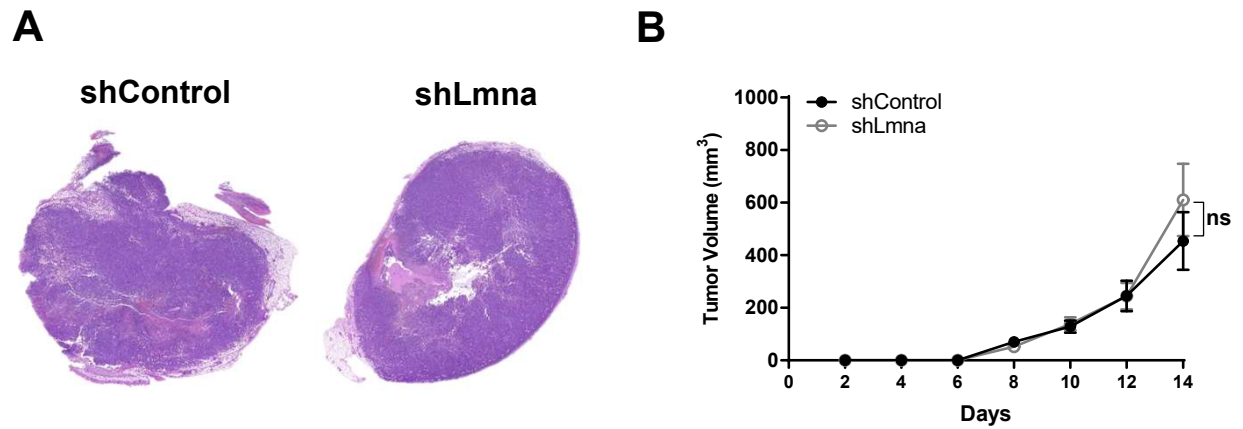 A
shControl
shLmna
B
shControl
shLmna
Tumor Volume (mm³)
1000
800
600
400
200
0
ns
0 2 4 6 8 10 12 14
Days